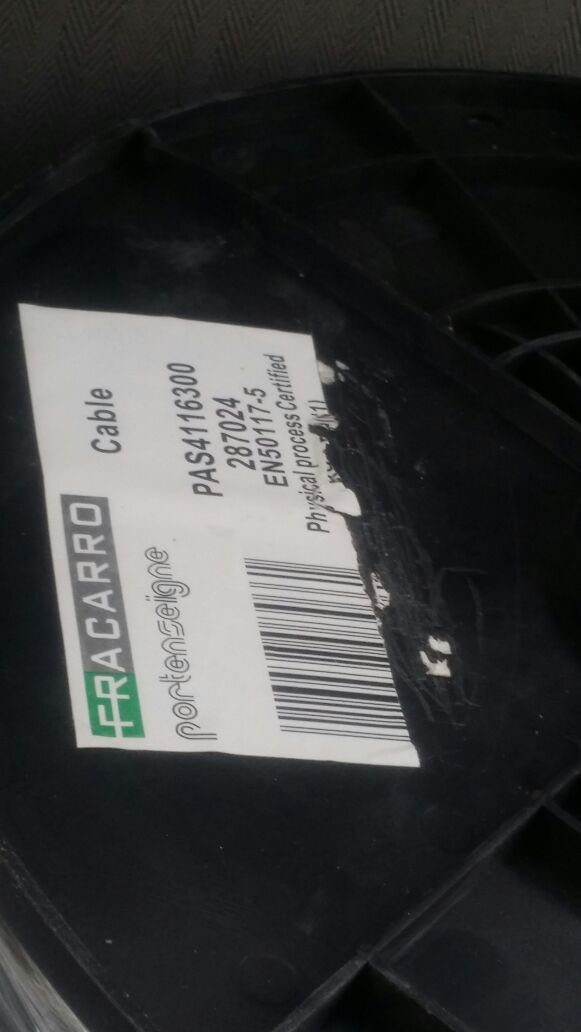 FRACARRO
Cable
portenseigne
PAS4116300
287024
EN50117-5
Physical process Certified